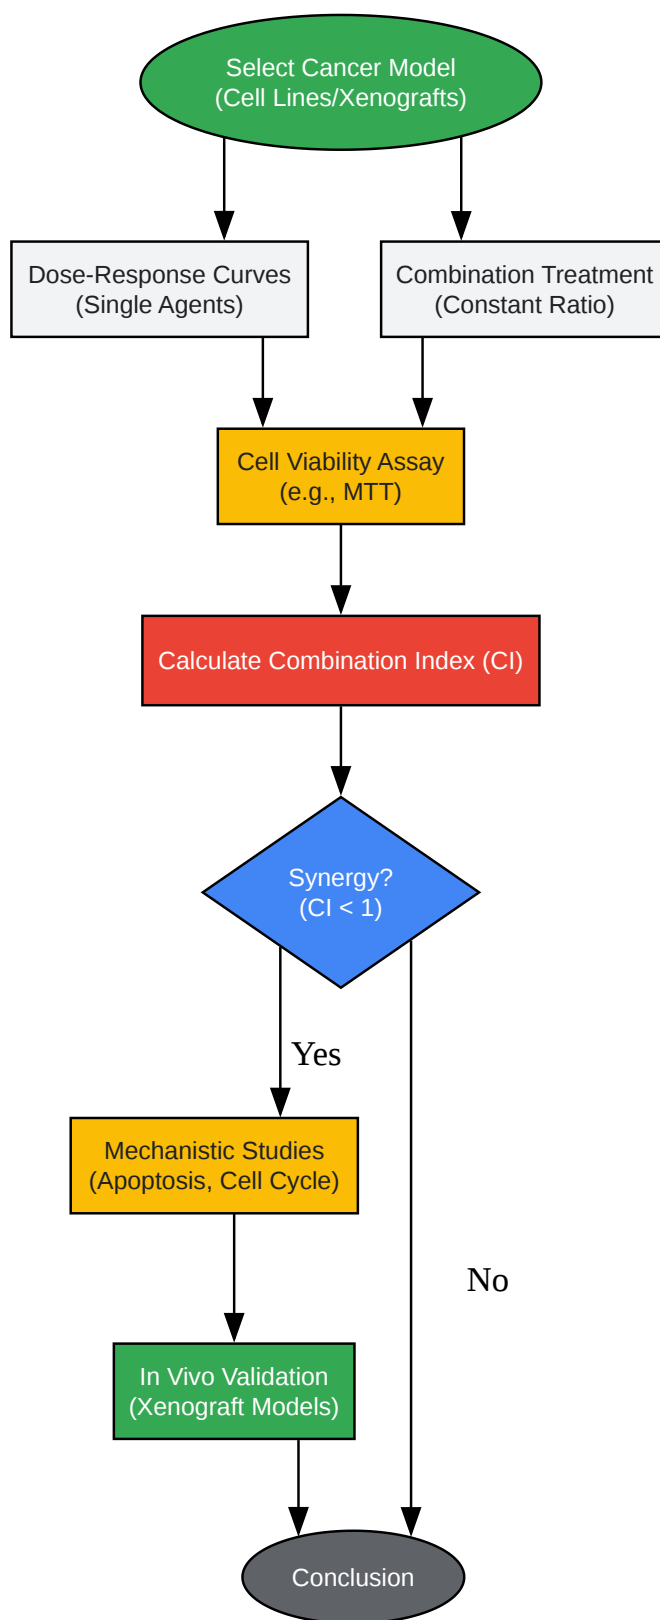 Select Cancer Model
(Cell Lines/Xenografts)
Dose-Response Curves
(Single Agents)
Combination Treatment
(Constant Ratio)
Cell Viability Assay
(e.g., MTT)
Calculate Combination Index (CI)
Synergy?
(CI < 1)
Yes
Mechanistic Studies
(Apoptosis, Cell Cycle)
No
In Vivo Validation
(Xenograft Models)
Conclusion